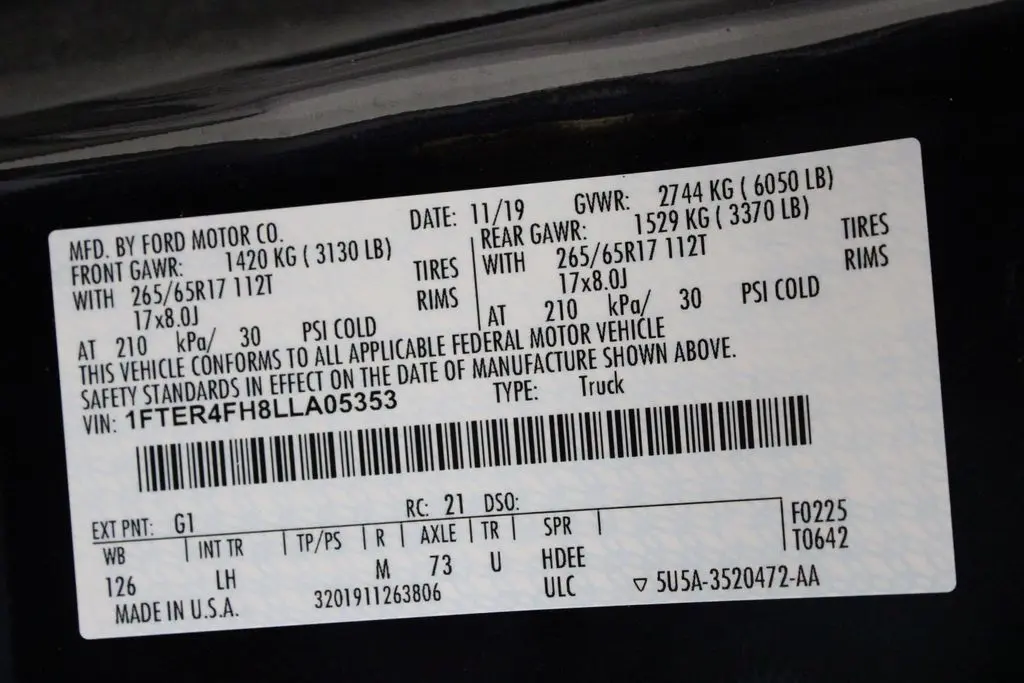 MFD. BY FORD MOTOR CO. DATE: 11/19 GVWR: 2744 KG ( 6050 LB)
FRONT GAWR: 1420 KG ( 3130 LB) REAR GAWR: 1529 KG ( 3370 LB)
WITH 265/65R17 112T TIRES WITH 265/65R17 112T TIRES
17x8.0J RIMS 17x8.0J RIMS
AT 210 kPa/ 30 PSI COLD AT 210 kPa/ 30 PSI COLD
THIS VEHICLE CONFORMS TO ALL APPLICABLE FEDERAL MOTOR VEHICLE
SAFETY STANDARDS IN EFFECT ON THE DATE OF MANUFACTURE SHOWN ABOVE.
VIN: 1FTER4FH8LLA05353 TYPE: Truck
EXT PNT: G1 RC: 21 DSO:
WB INT TR TP/PS R AXLE TR SPR F0225
126 LH M 73 U HDEE T0642
MADE IN U.S.A. 3201911263806 ULC ▽ 5U5A-3520472-AA